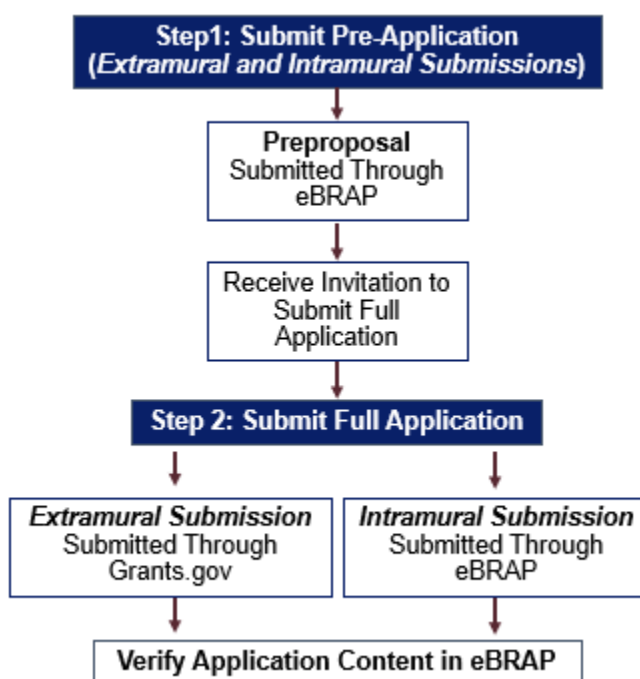 Step1: Submit Pre-Application
(Extramural and Intramural Submissions)
Preproposal
Submitted Through
eBRAP
Receive Invitation to
Submit Full
Application
Step 2: Submit Full Application
Extramural Submission
Submitted Through
Grants.gov
Intramural Submission
Submitted Through
eBRAP
Verify Application Content in eBRAP